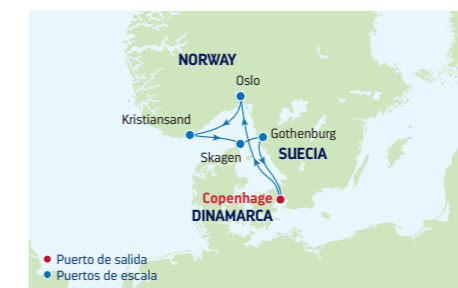 NORWAY
Oslo
Kristiansand
Gothenburg
Skagen
SUECIA
Copenhage
DINAMARCA
Puerto de salida
Puertos de escala